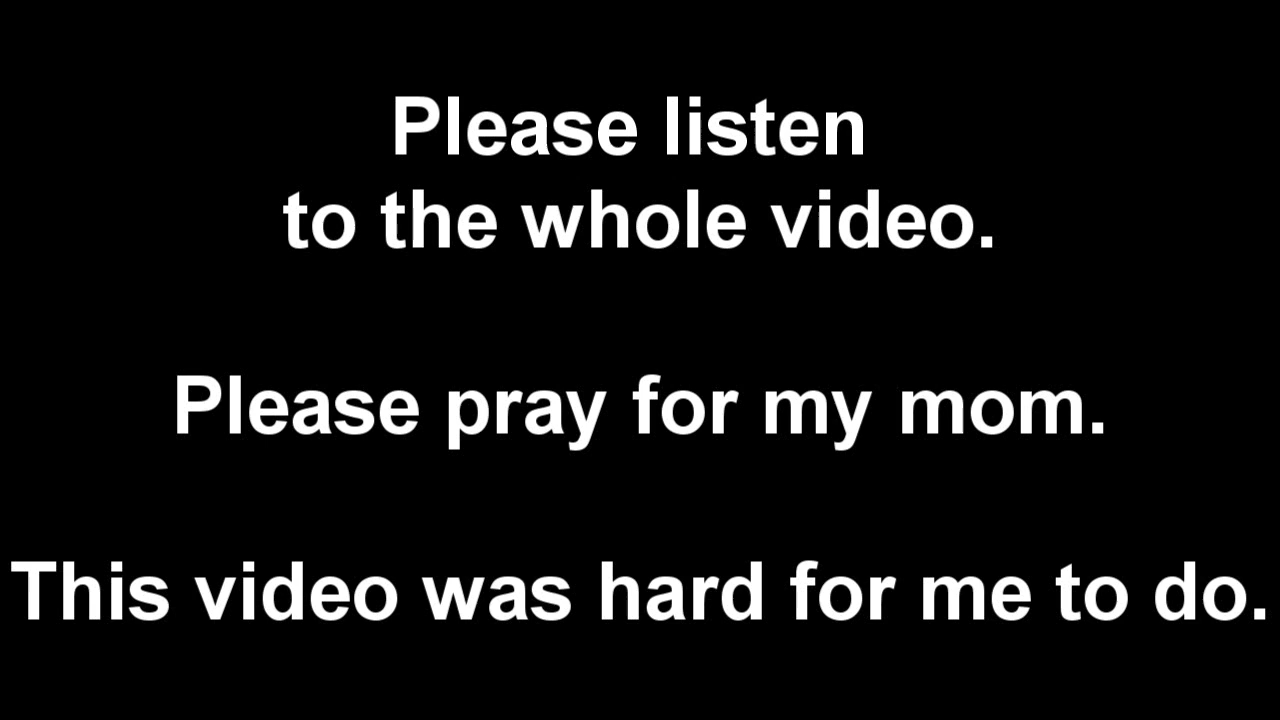 Please listen
to the whole video.
Please pray for my mom.
This video was hard for me to do.